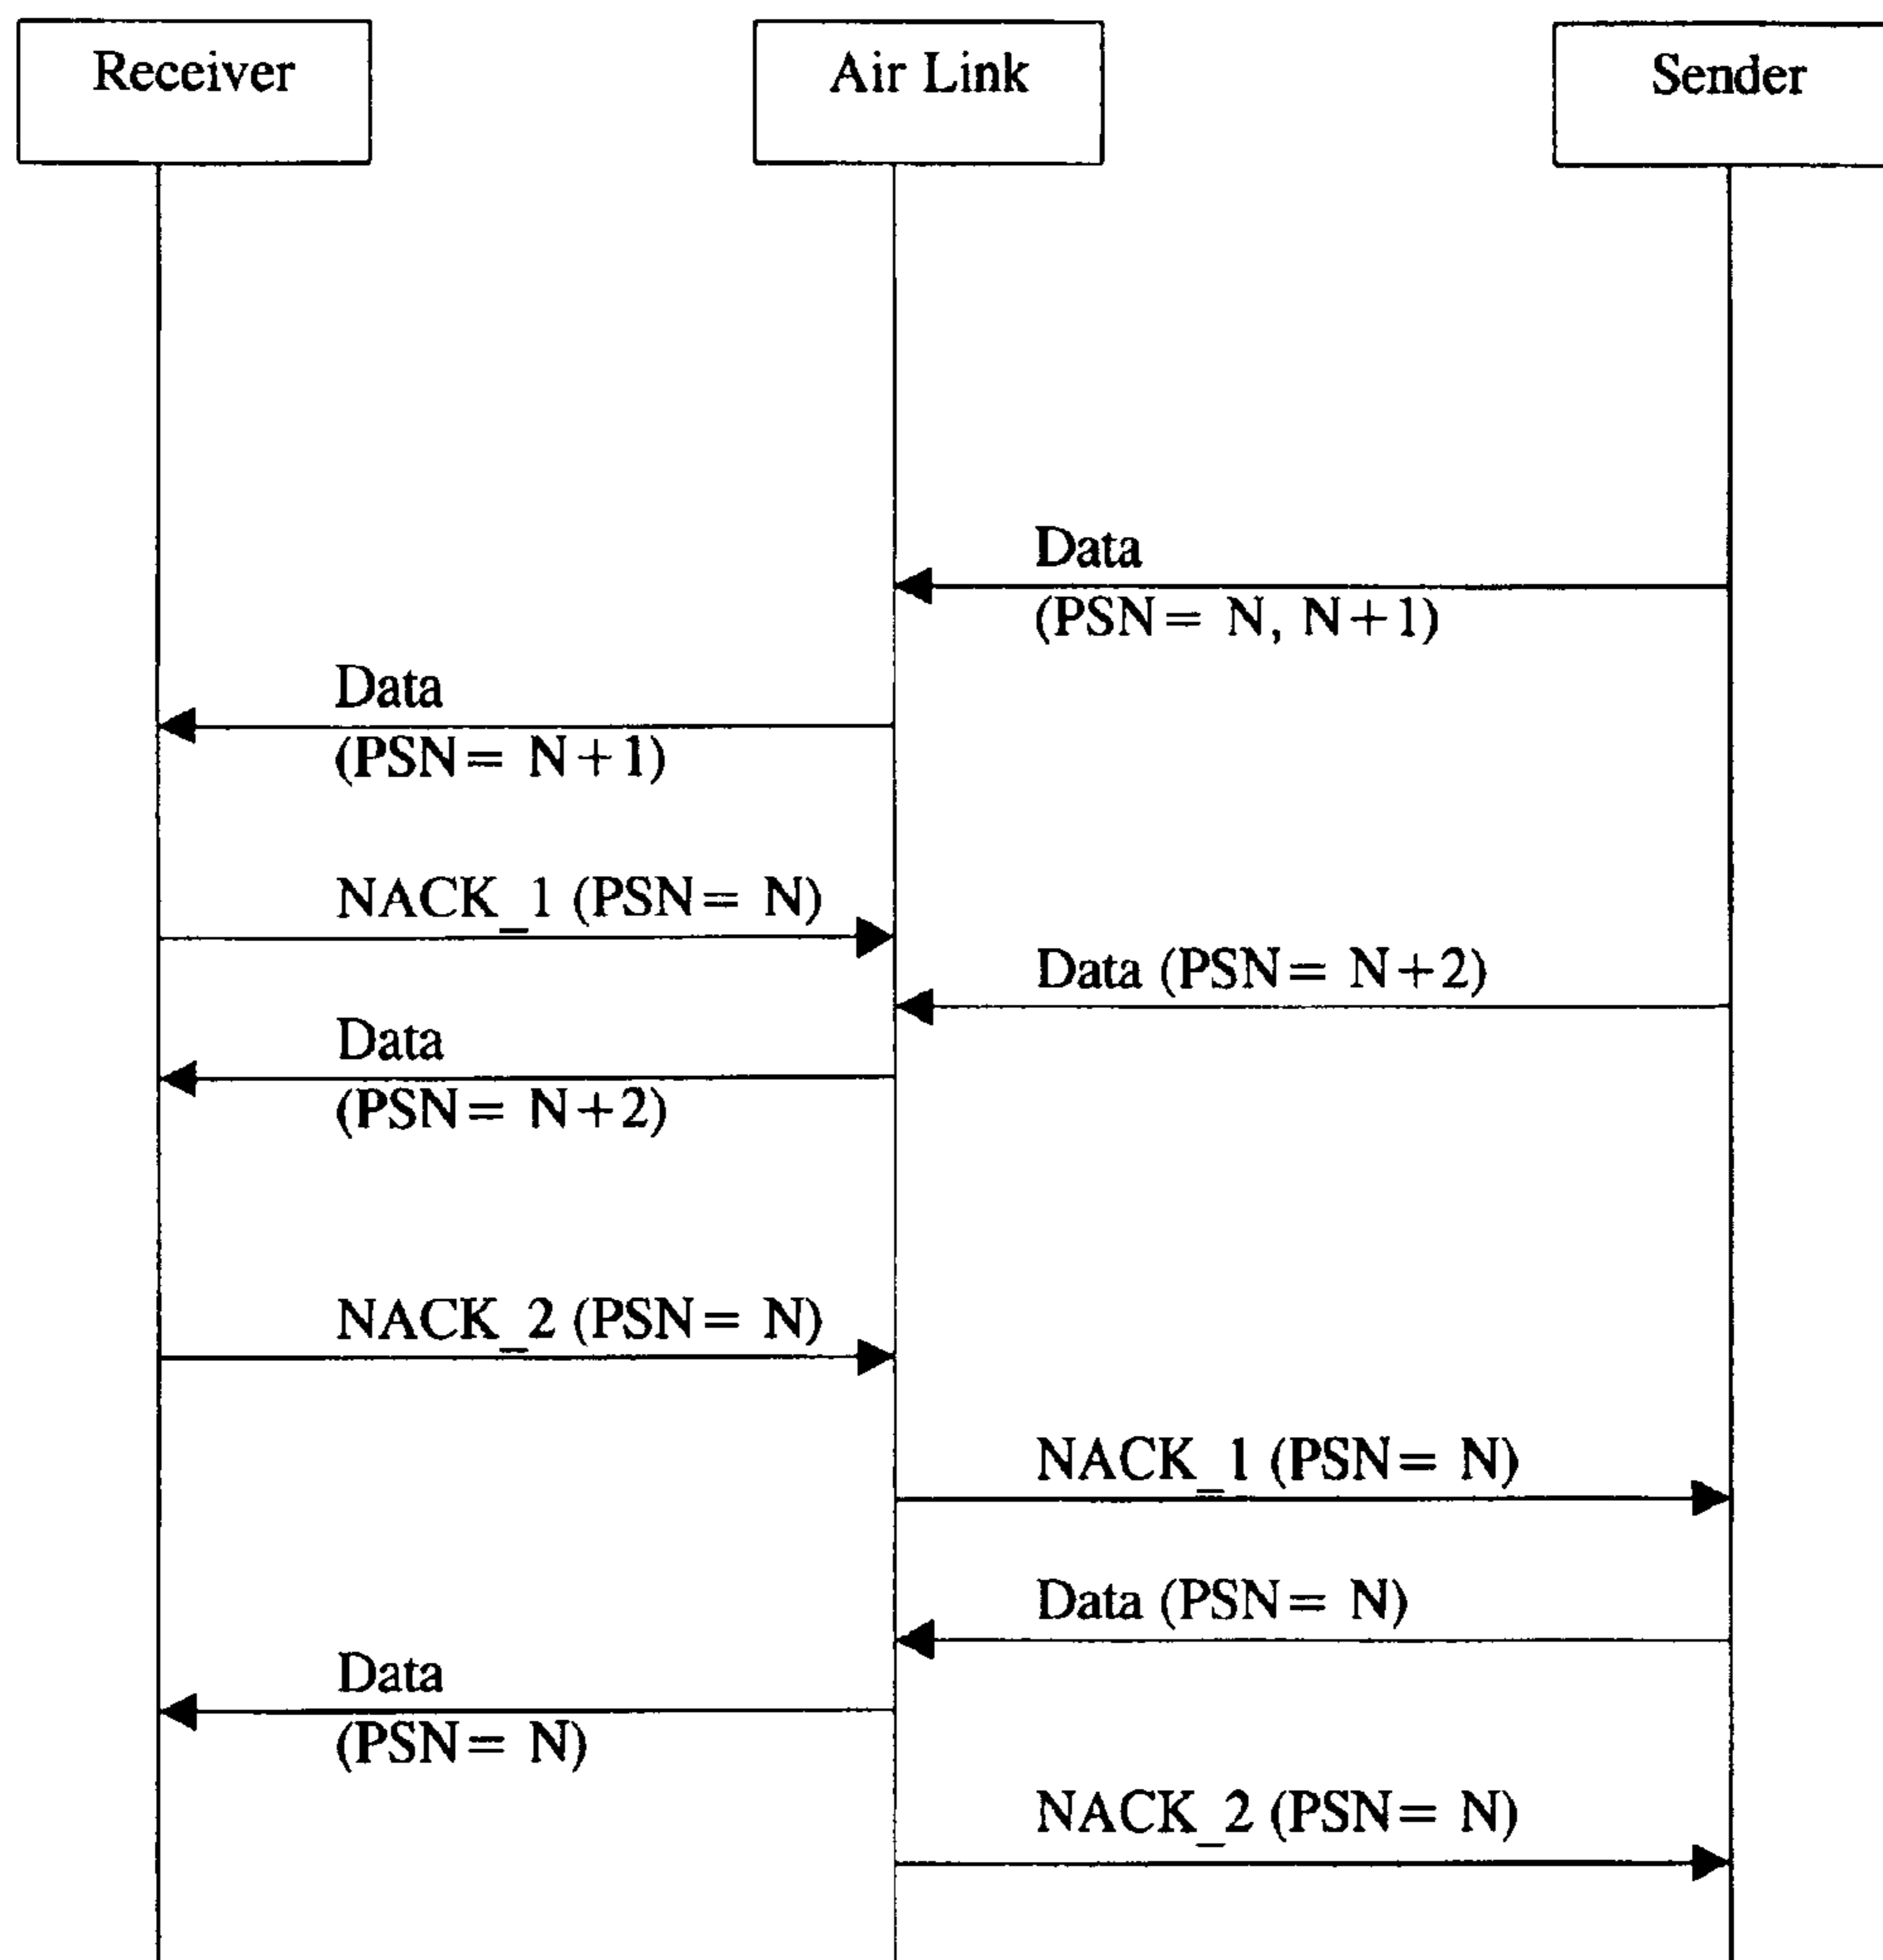 Receiver
Air Link
Sender
Data
(PSN= N, N+1)
Data
(PSN= N+1)
NACK_1 (PSN= N)
Data (PSN= N+2)
Data
(PSN= N+2)
NACK_2 (PSN= N)
NACK_1 (PSN= N)
Data (PSN= N)
Data
(PSN= N)
NACK_2 (PSN= N)